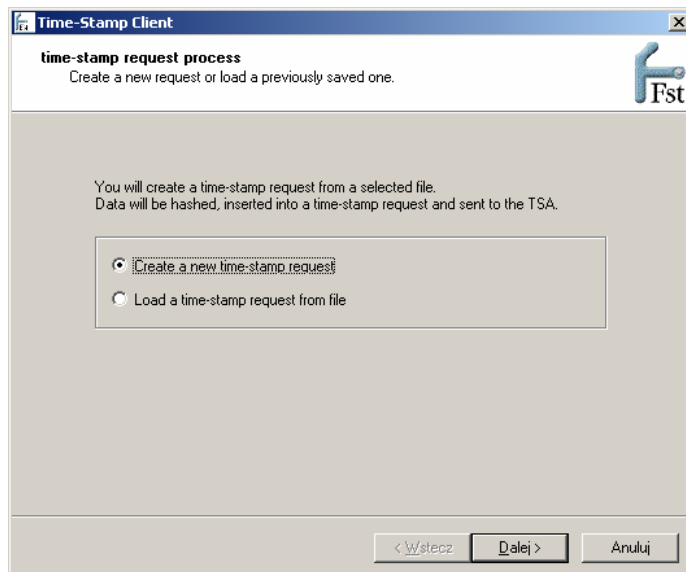 Time-Stamp Client
time-stamp request process
Create a new request or load a previously saved one.
Fst
You will create a time-stamp request from a selected file.
Data will be hashed, inserted into a time-stamp request and sent to the TSA.
Create a new time-stamp request
Load a time-stamp request from file
< Wstecz
Dalej >
Anuluj